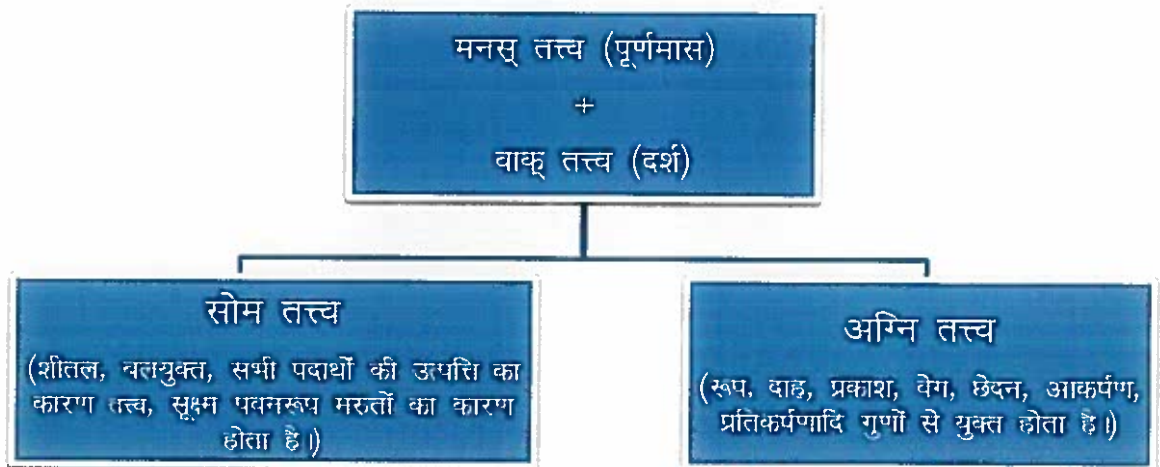 मनस् तत्त्व (पूर्णमास)
+
वाक् तत्त्व (दर्श)
सोम तत्त्व
(शीतल, बलयुक्त, सभी पदार्थों की उत्पत्ति का
कारण तत्त्व, सूक्ष्म पवनरूप मरुतों का कारण
होता है।)
अग्नि तत्त्व
(रूप, दाह, प्रकाश, वेग, छेदन, आकर्षण,
प्रतिकर्षणादि गुणों से युक्त होता है।)